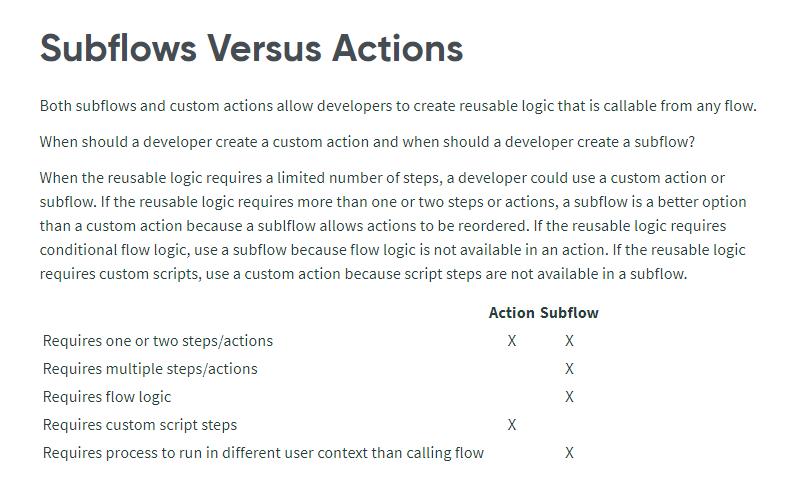 Subflows Versus Actions
Both subflows and custom actions allow developers to create reusable logic that is callable from any flow.
When should a developer create a custom action and when should a developer create a subflow?
When the reusable logic requires a limited number of steps, a developer could use a custom action or
subflow. If the reusable logic requires more than one or two steps or actions, a subflow is a better option
than a custom action because a sublflow allows actions to be reordered. If the reusable logic requires
conditional flow logic, use a subflow because flow logic is not available in an action. If the reusable logic
requires custom scripts, use a custom action because script steps are not available in a subflow.
Action Subflow
Requires one or two steps/actions X X
Requires multiple steps/actions X
Requires flow logic X
Requires custom script steps X
Requires process to run in different user context than calling flow X